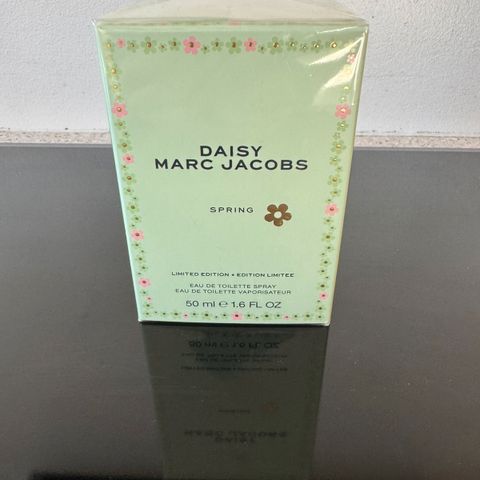 DAISY
MARC JACOBS
SPRING
LIMITED EDITION • EDITION LIMITEE
EAU DE TOILETTE SPRAY
EAU DE TOILETTE VAPORISATEUR
50 ml ℮ 1.6 FL OZ